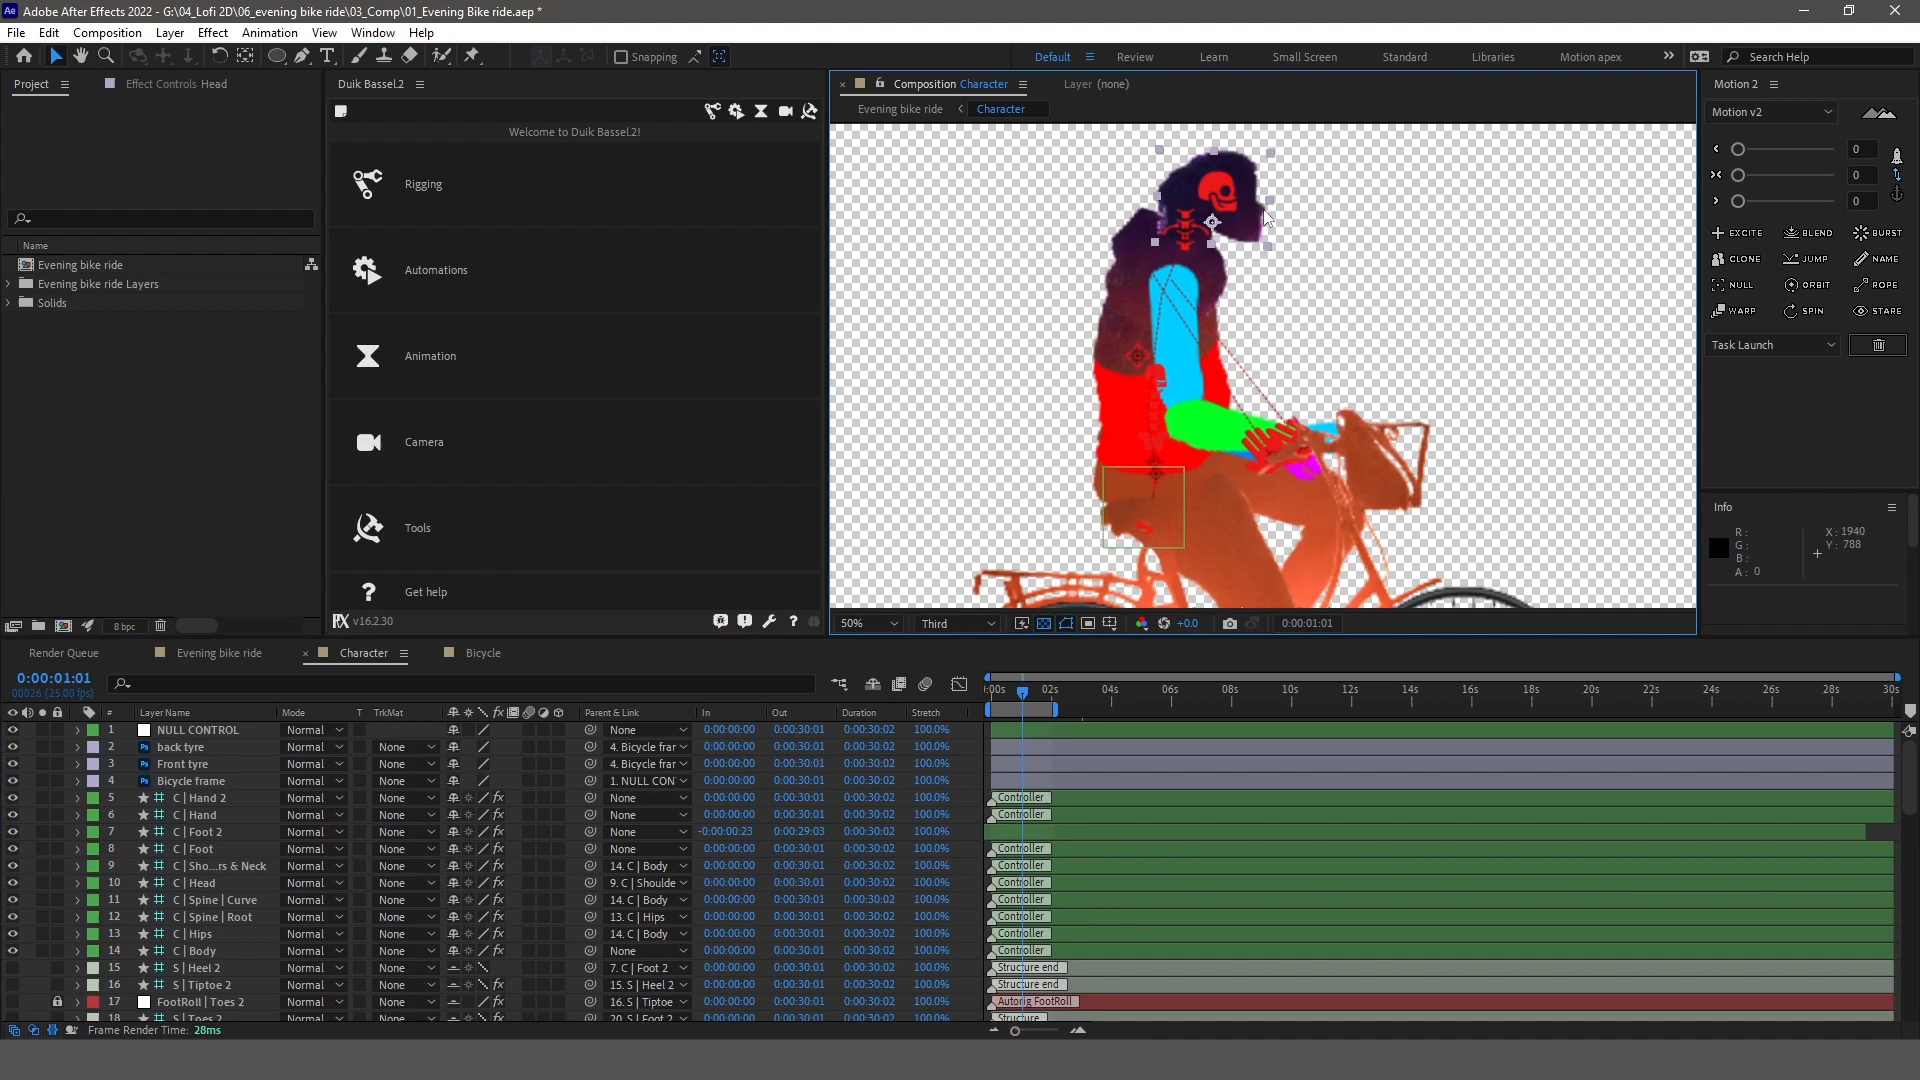 Ae Adobe After Effects 2022 - G:\04_Lofi 2D\06_evening bike ride\03_Comp\01_Evening Bike ride.aep *
File Edit Composition Layer Effect Animation View Window Help
Snapping
Default Review Learn Small Screen Standard Libraries Motion apex Search Help
Project Effect Controls Head
Name
Evening bike ride
Evening bike ride Layers
Solids
8 bpc
Duik Bassel.2
Welcome to Duik Bassel.2!
Rigging
Automations
Animation
Camera
Tools
? Get help
RX v16.2.30
Composition Character Layer (none)
Evening bike ride Character
50% Third +0.0 0:00:01:01
Motion 2
Motion v2
0
0
0
EXCITE BLEND BURST
CLONE JUMP NAME
NULL ORBIT ROPE
WARP SPIN STARE
Task Launch
Info
R : X : 1940
G : Y : 788
B :
A : 0
Render Queue Evening bike ride Character Bicycle
0:00:01:01
00026 (25.00 fps)
:00s 02s 04s 06s 08s 10s 12s 14s 16s 18s 20s 22s 24s 26s 28s 30s
# Layer Name Mode T TrkMat Parent & Link In Out Duration Stretch
1 NULL CONTROL Normal None 0:00:00:00 0:00:30:01 0:00:30:02 100.0%
2 Ps back tyre Normal None 4. Bicycle frar 0:00:00:00 0:00:30:01 0:00:30:02 100.0%
3 Ps Front tyre Normal None 4. Bicycle frar 0:00:00:00 0:00:30:01 0:00:30:02 100.0%
4 Ps Bicycle frame Normal None 1. NULL CON 0:00:00:00 0:00:30:01 0:00:30:02 100.0%
5 C | Hand 2 Normal None fx None 0:00:00:00 0:00:30:01 0:00:30:02 100.0% Controller
6 C | Hand Normal None fx None 0:00:00:00 0:00:30:01 0:00:30:02 100.0% Controller
7 C | Foot 2 Normal None fx None -0:00:00:23 0:00:29:03 0:00:30:02 100.0%
8 C | Foot Normal None fx None 0:00:00:00 0:00:30:01 0:00:30:02 100.0% Controller
9 C | Sho...rs & Neck Normal None fx 14. C | Body 0:00:00:00 0:00:30:01 0:00:30:02 100.0% Controller
10 C | Head Normal None fx 9. C | Shoulde 0:00:00:00 0:00:30:01 0:00:30:02 100.0% Controller
11 C | Spine | Curve Normal None fx 14. C | Body 0:00:00:00 0:00:30:01 0:00:30:02 100.0% Controller
12 C | Spine | Root Normal None fx 13. C | Hips 0:00:00:00 0:00:30:01 0:00:30:02 100.0% Controller
13 C | Hips Normal None fx 14. C | Body 0:00:00:00 0:00:30:01 0:00:30:02 100.0% Controller
14 C | Body Normal None fx None 0:00:00:00 0:00:30:01 0:00:30:02 100.0% Controller
15 S | Heel 2 Normal None 7. C | Foot 2 0:00:00:00 0:00:30:01 0:00:30:02 100.0% Structure end
16 S | Tiptoe 2 Normal None 15. S | Heel 2 0:00:00:00 0:00:30:01 0:00:30:02 100.0% Structure end
17 FootRoll | Toes 2 Normal None fx 16. S | Tiptoe 0:00:00:00 0:00:30:01 0:00:30:02 100.0% Autorig FootRoll
18 S | Toes 2 Normal None fx 20. S | Foot 2 0:00:00:00 0:00:30:01 0:00:30:02 100.0% Structure
Frame Render Time: 28ms